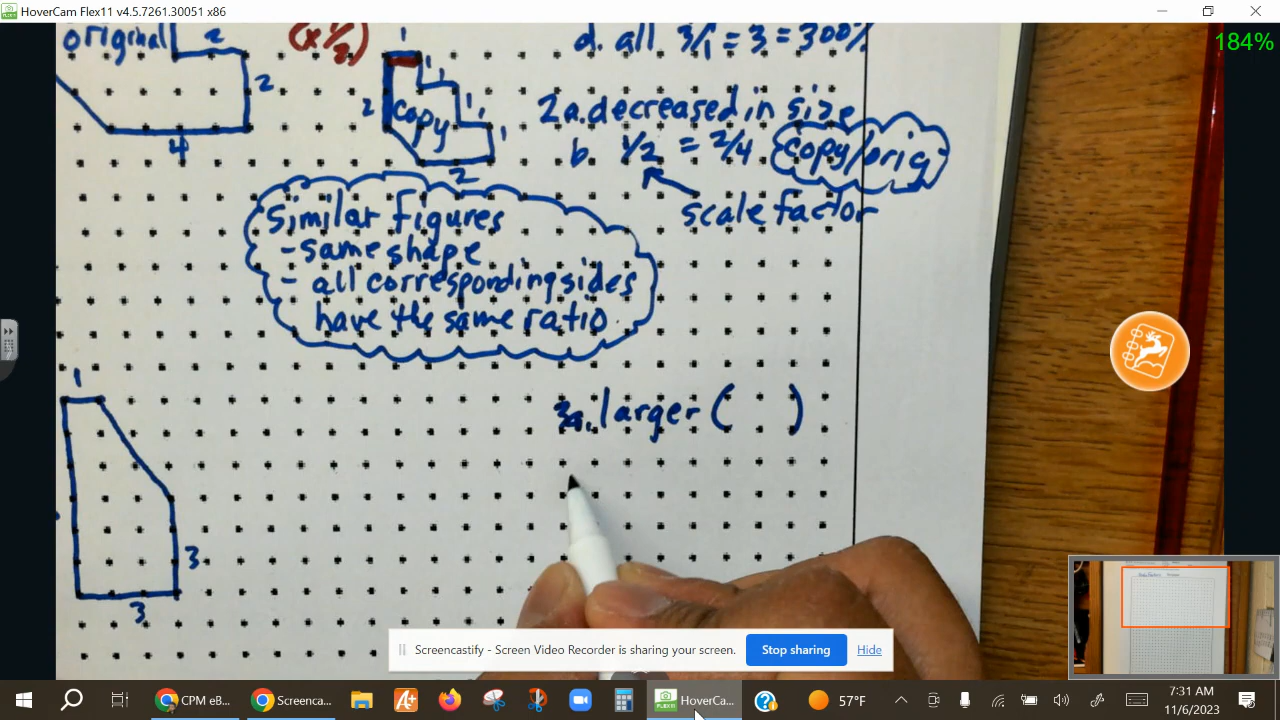 HoverCam Flex11 v4.5.7261.30051 x86
184%
original 2 (x 1/2) 1 d. all 3/1 = 3 = 300%
2 1
2 copy 1 1 1 2a. decreased in size
4 2 b 1/2 = 2/4 copy/orig
scale factor
Similar figures
- same shape
- all corresponding sides
have the same ratio
1
3a. larger ( )
3
3
Screencastify - Screen Video Recorder is sharing your screen. Stop sharing Hide
CPM eB... Screenca... A+ HoverCa... 57°F 7:31 AM
11/6/2023